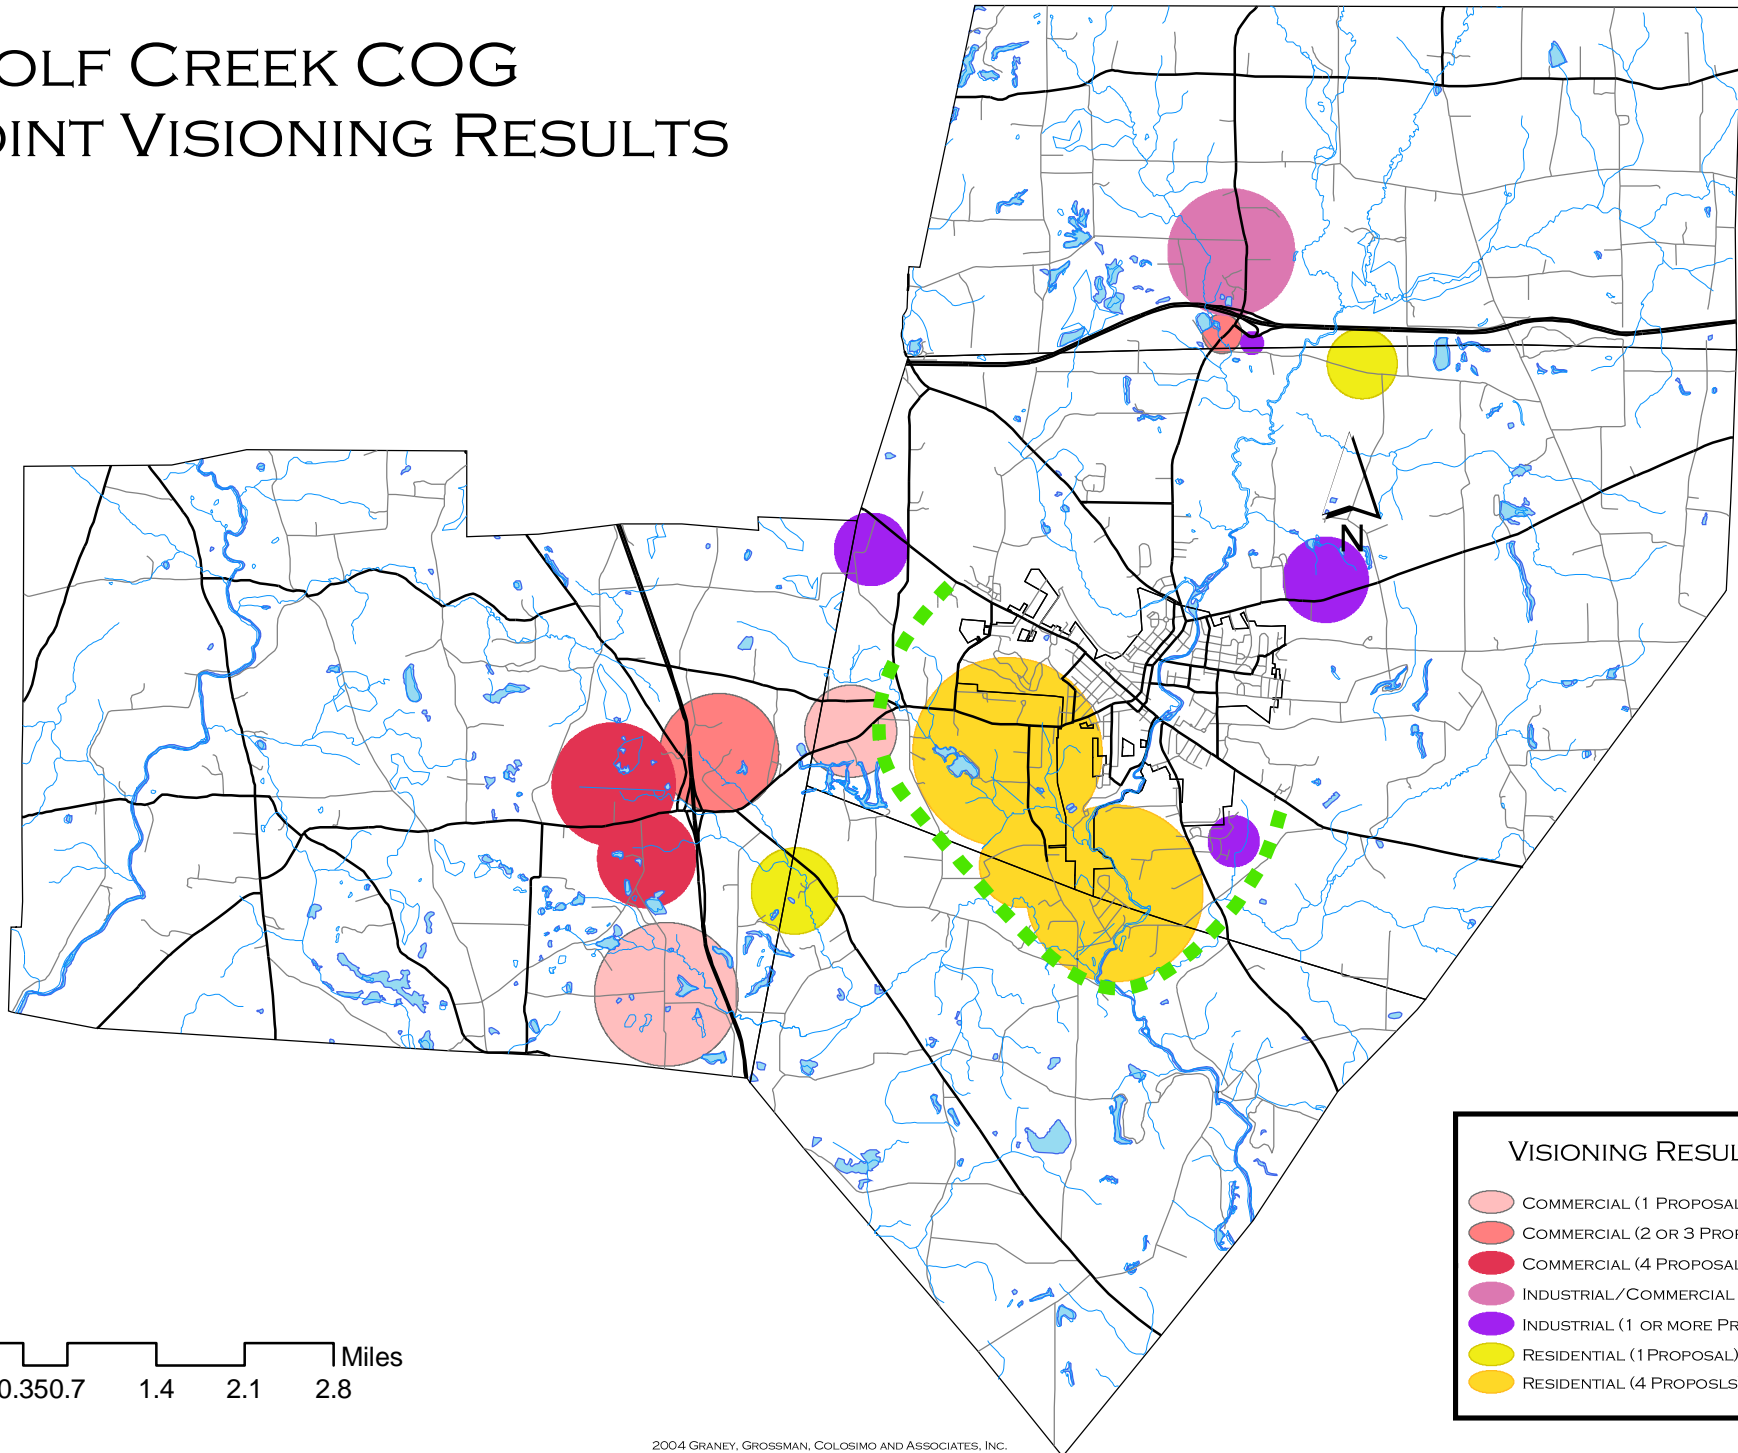 OLF CREEK COG
OINT VISIONING RESULTS
N
VISIONING RESUL
COMMERCIAL (1 PROPOSAL
COMMERCIAL (2 OR 3 PROP
COMMERCIAL (4 PROPOSAL
INDUSTRIAL/COMMERCIAL
INDUSTRIAL (1 OR MORE PR
RESIDENTIAL (1 PROPOSAL)
RESIDENTIAL (4 PROPOSLS
Miles
0.350.7 1.4 2.1 2.8
2004 GRANEY, GROSSMAN, COLOSIMO AND ASSOCIATES, INC.